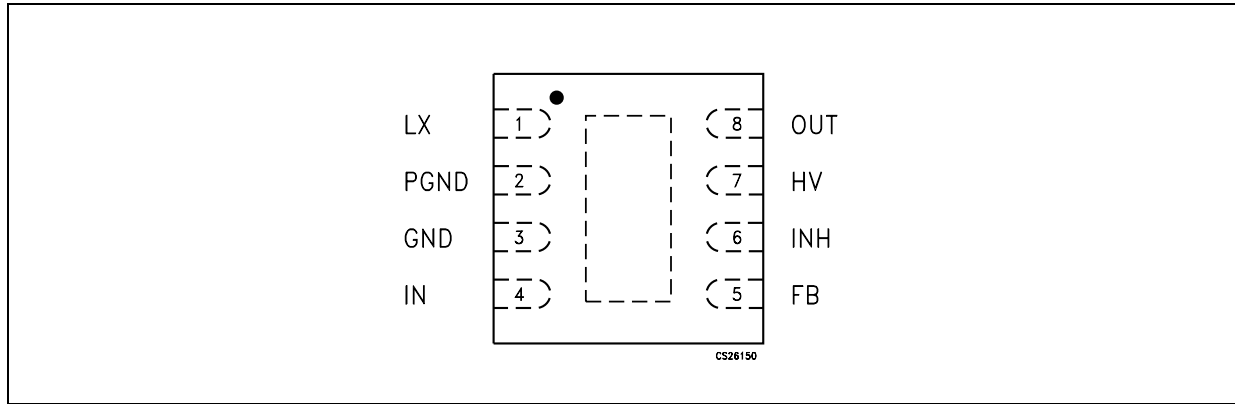 LX 1 8 OUT
PGND 2 7 HV
GND 3 6 INH
IN 4 5 FB
CS26150